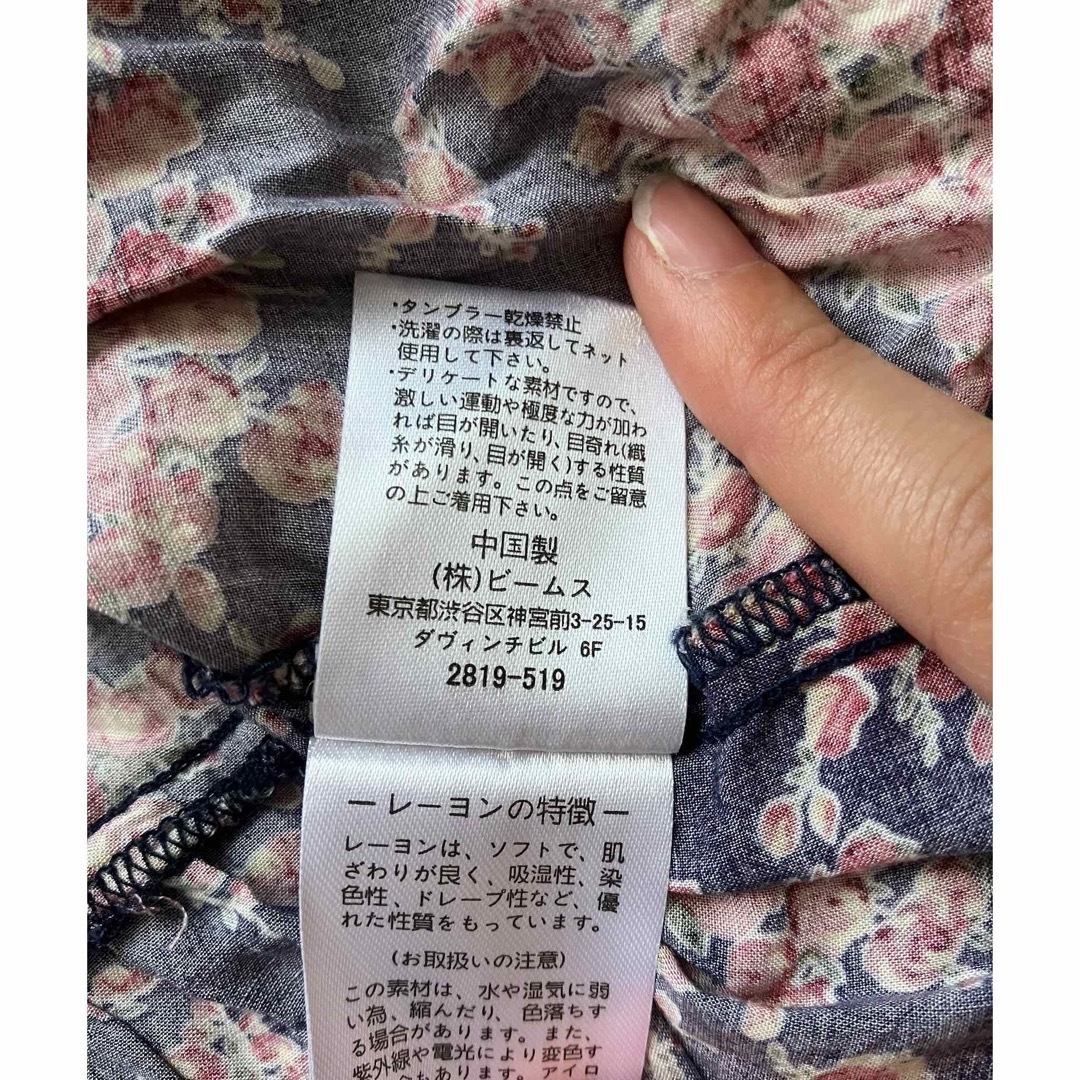 ・タンブラー乾燥禁止
・洗濯の際は裏返してネット
使用して下さい。
・デリケートな素材ですので、
激しい運動や極度な力が加わ
れば目が開いたり、目奇れ(織
糸が滑り、目が開く)する性質
があります。この点をご留意
の上ご着用下さい。
中国製
(株)ビームス
東京都渋谷区神宮前3-25-15
ダヴィンチビル 6F
2819-519
ーレーヨンの特徴ー
レーヨンは、ソフトで、肌
ざわりが良く、吸湿性、染
色性、ドレープ性など、優
れた性質をもっています。
(お取扱いの注意)
この素材は、水や湿気に弱
い為、縮んだり、色落ちす
る場合があります。また、
紫外線や電光により変色す
もあります。アイロ